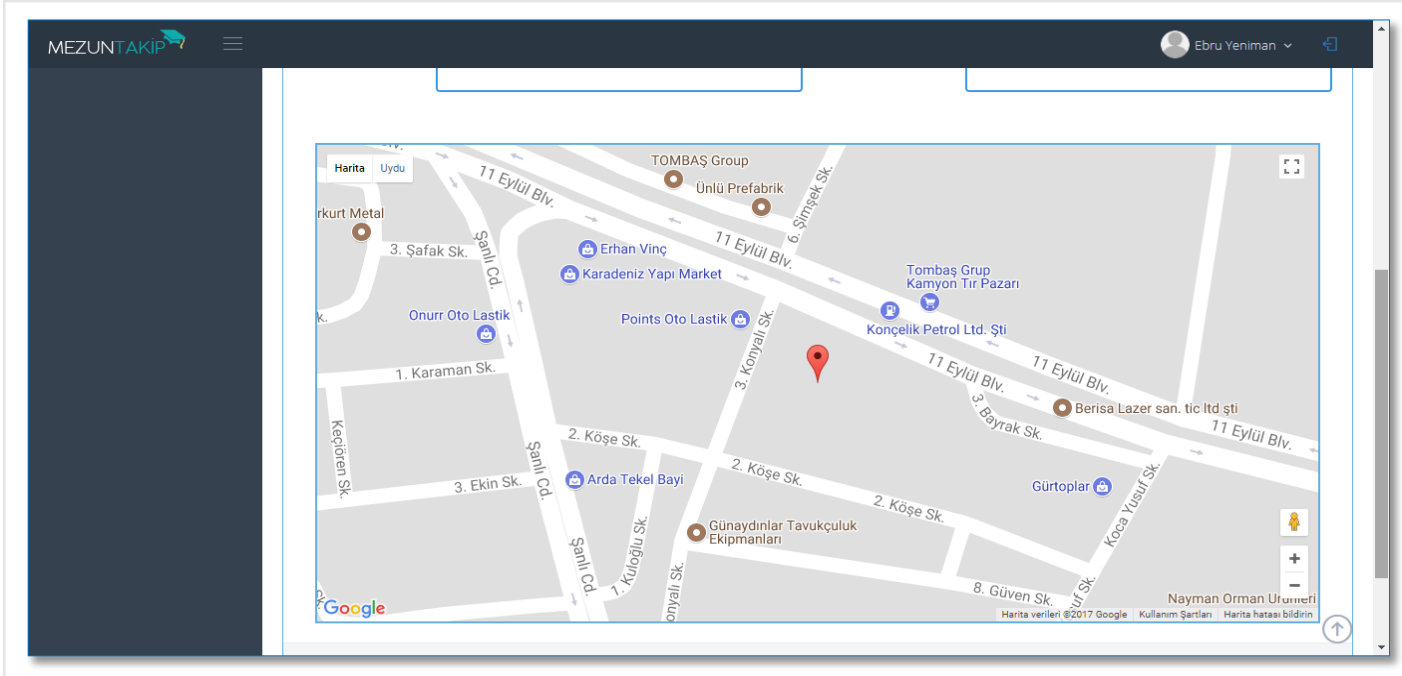 MEZUNTAKİP
Ebru Yeniman
Harita Uydu
TOMBAŞ Group
Ünlü Prefabrik
11 Eylül Blv.
6. Şimşek Sk.
rkurt Metal
3. Şafak Sk.
Şanlı Cd.
Erhan Vinç
Karadeniz Yapı Market
11 Eylül Blv.
Tombaş Grup
Kamyon Tır Pazarı
Onurr Oto Lastik
Points Oto Lastik
3. Konyalı Sk.
Konçelik Petrol Ltd. Şti
1. Karaman Sk.
11 Eylül Blv.
11 Eylül Blv.
Berisa Lazer san. tic ltd şti
3. Bayrak Sk.
11 Eylül Blv.
Keçiören Sk.
2. Köşe Sk.
Şanlı Cd.
2. Köşe Sk.
3. Ekin Sk.
Arda Tekel Bayi
Gürtoplar
Koca Yusuf Sk.
2. Köşe Sk.
Günaydınlar Tavukçuluk
Ekipmanları
Şanlı Cd.
1. Kuloğlu Sk.
onyalı Sk.
8. Güven Sk.
suf Sk.
Nayman Orman Ürünleri
Google
Harita verileri ©2017 Google Kullanım Şartları Harita hatası bildirin